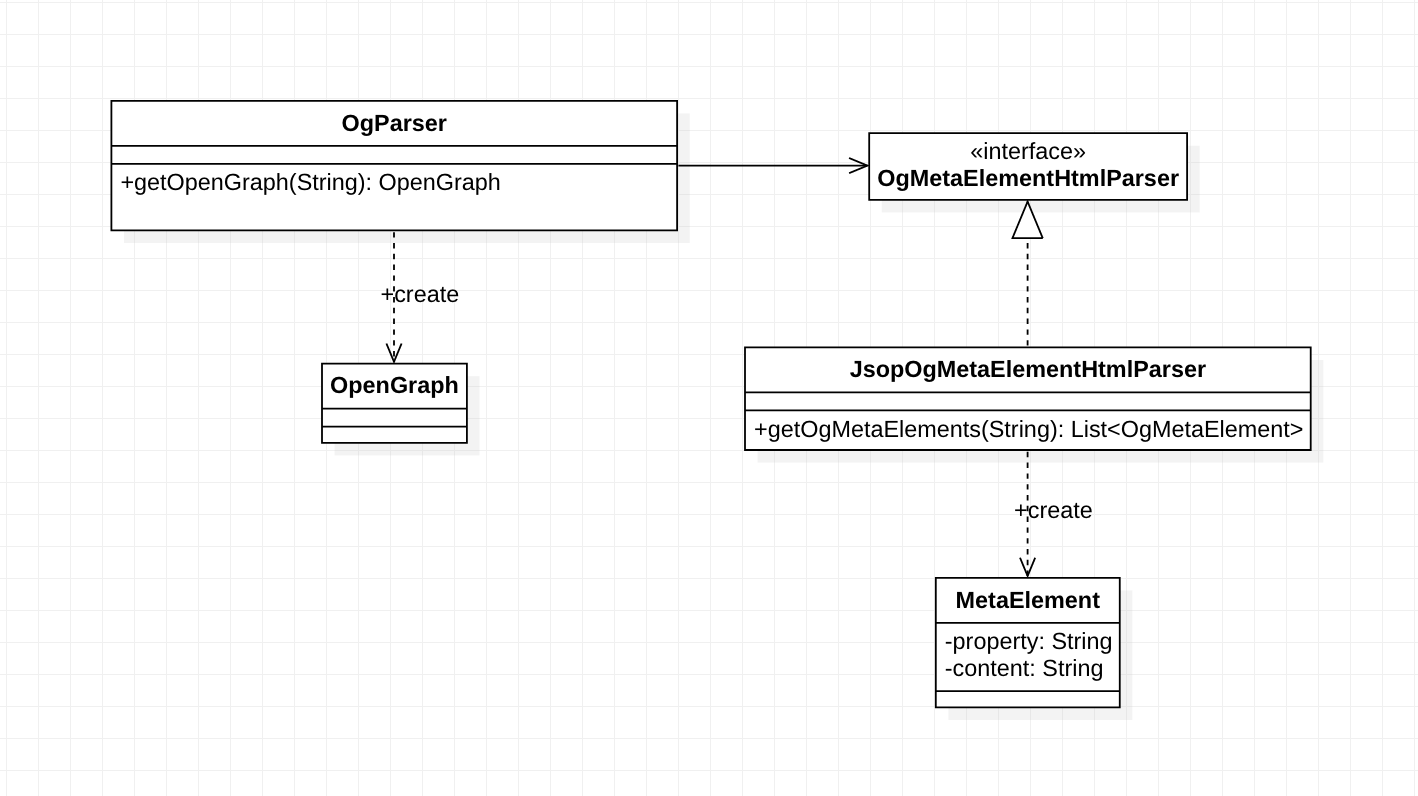 OgParser
+getOpenGraph(String): OpenGraph
«interface»
OgMetaElementHtmlParser
+create
OpenGraph
JsopOgMetaElementHtmlParser
+getOgMetaElements(String): List<OgMetaElement>
+create
MetaElement
-property: String
-content: String